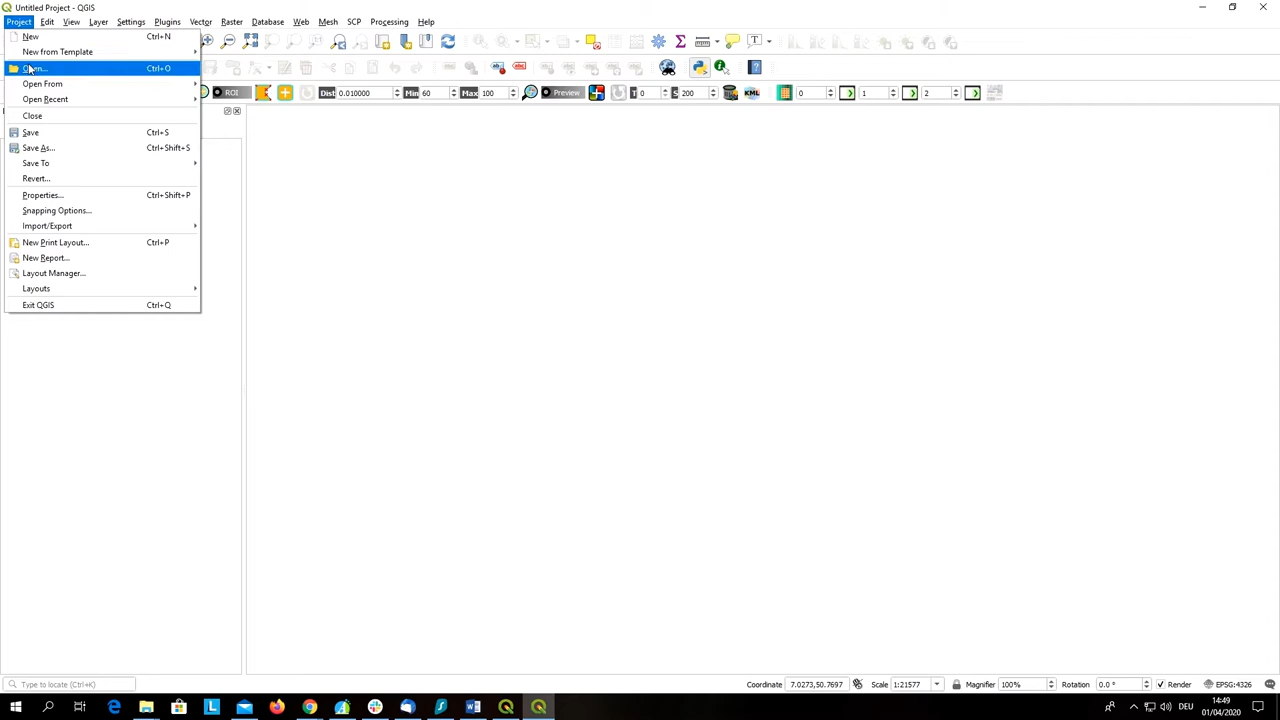 Untitled Project - QGIS
Project Edit View Layer Settings Plugins Vector Raster Database Web Mesh SCP Processing Help
New Ctrl+N
New from Template
Open... Ctrl+O
Open From
ROI Dist 0.010000 Min 60 Max 100 Preview T 0 S 200 KML 0 1 2
Open Recent
Close
Save Ctrl+S
Save As... Ctrl+Shift+S
Save To
Revert...
Properties... Ctrl+Shift+P
Snapping Options...
Import/Export
New Print Layout... Ctrl+P
New Report...
Layout Manager...
Layouts
Exit QGIS Ctrl+Q
Type to locate (Ctrl+K) Coordinate 7.0273,50.7697 Scale 1:21577 Magnifier 100% Rotation 0.0 ° Render EPSG:4326
DEU 14:49
01/04/2020